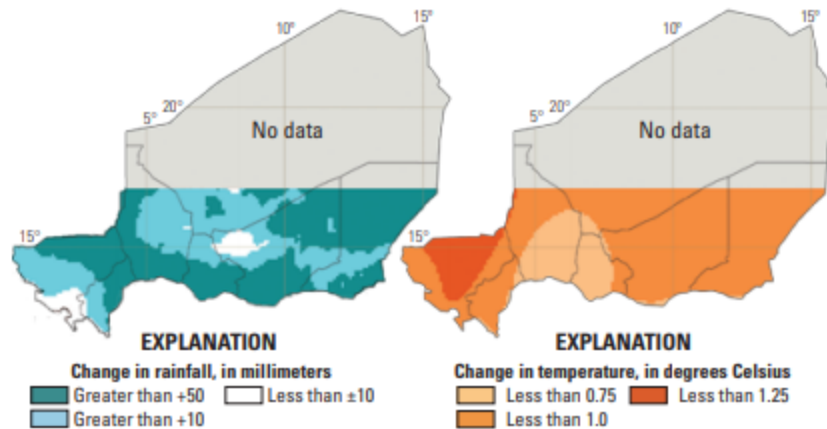 15°
10°
20°
5°
No data
15°
EXPLANATION
Change in rainfall, in millimeters
Greater than +50
Less than ±10
Greater than +10
15°
10°
20°
5°
No data
15°
EXPLANATION
Change in temperature, in degrees Celsius
Less than 0.75
Less than 1.25
Less than 1.0